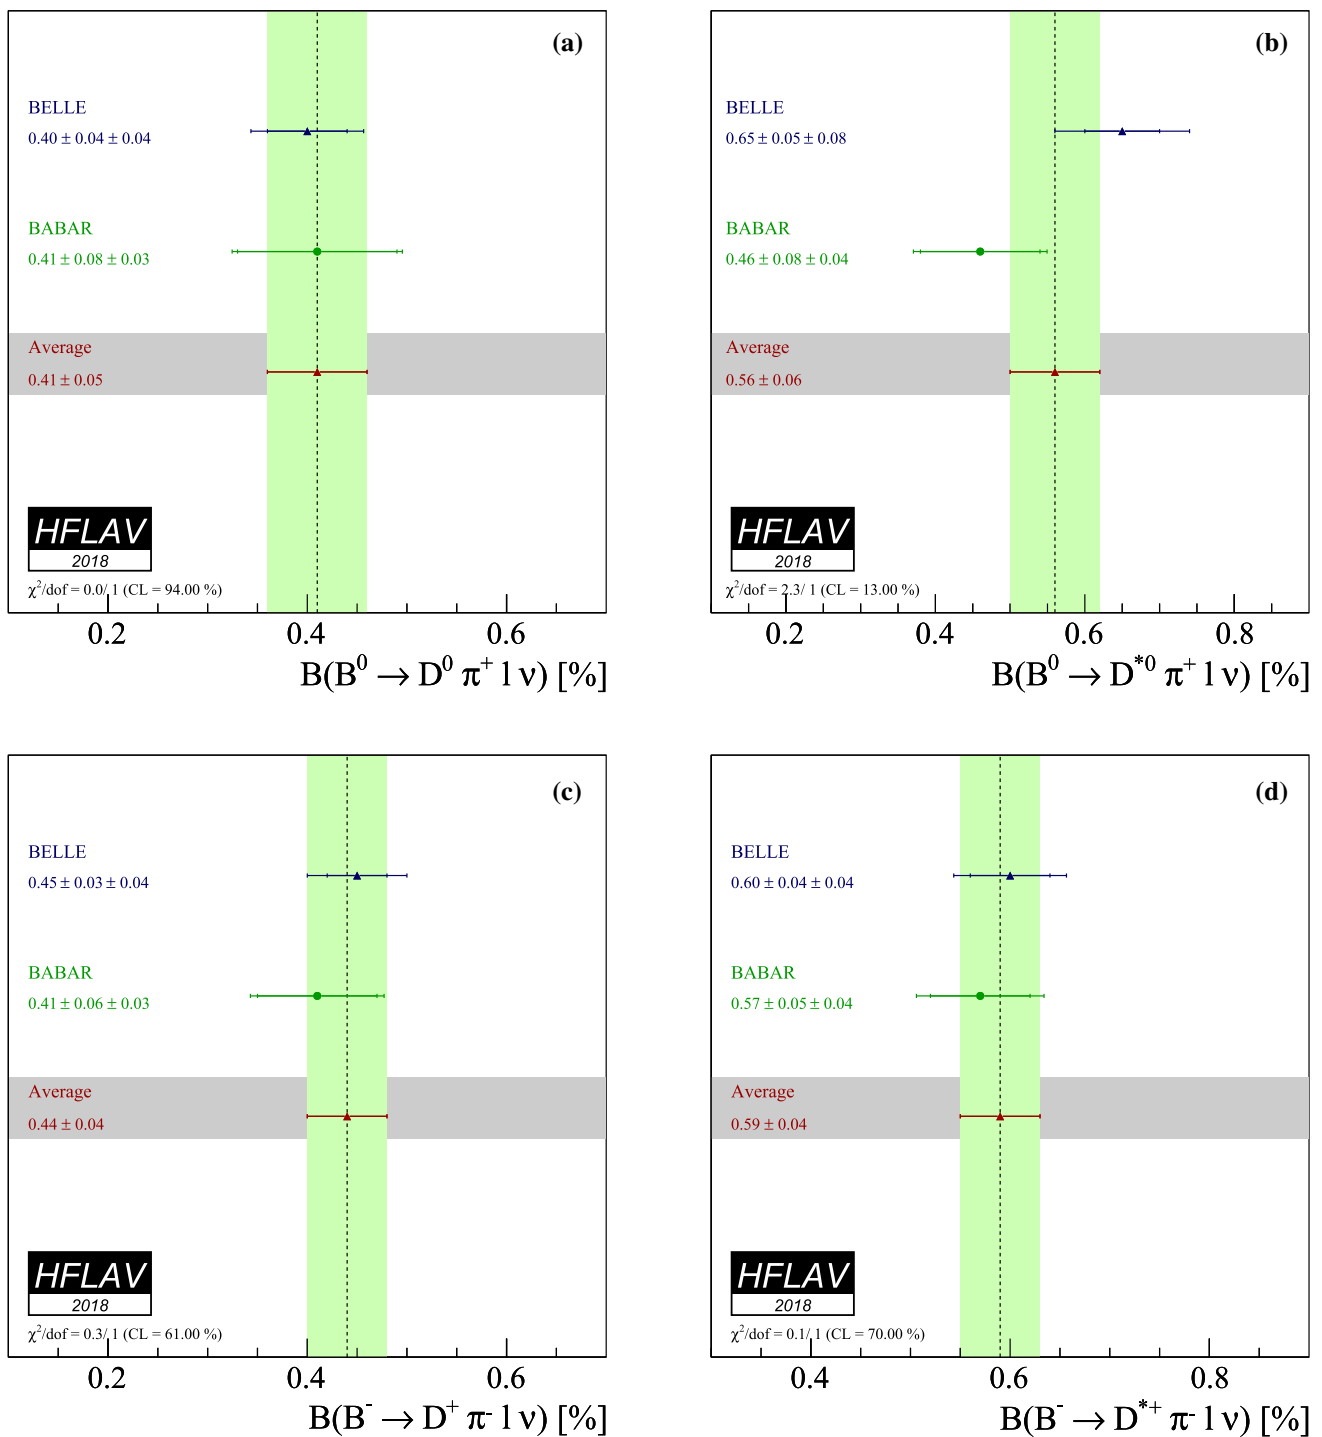 (a)
BELLE
0.40 ± 0.04 ± 0.04
BABAR
0.41 ± 0.08 ± 0.03
Average
0.41 ± 0.05
HFLAV
2018
χ²/dof = 0.0/ 1 (CL = 94.00 %)
0.2 0.4 0.6
B(B⁰ → D⁰ π⁺ l ν) [%]
(b)
BELLE
0.65 ± 0.05 ± 0.08
BABAR
0.46 ± 0.08 ± 0.04
Average
0.56 ± 0.06
HFLAV
2018
χ²/dof = 2.3/ 1 (CL = 13.00 %)
0.2 0.4 0.6 0.8
B(B⁰ → D*⁰ π⁺ l ν) [%]
(c)
BELLE
0.45 ± 0.03 ± 0.04
BABAR
0.41 ± 0.06 ± 0.03
Average
0.44 ± 0.04
HFLAV
2018
χ²/dof = 0.3/ 1 (CL = 61.00 %)
0.2 0.4 0.6
B(B⁻ → D⁺ π⁻ l ν) [%]
(d)
BELLE
0.60 ± 0.04 ± 0.04
BABAR
0.57 ± 0.05 ± 0.04
Average
0.59 ± 0.04
HFLAV
2018
χ²/dof = 0.1/ 1 (CL = 70.00 %)
0.4 0.6 0.8
B(B⁻ → D*⁺ π⁻ l ν) [%]